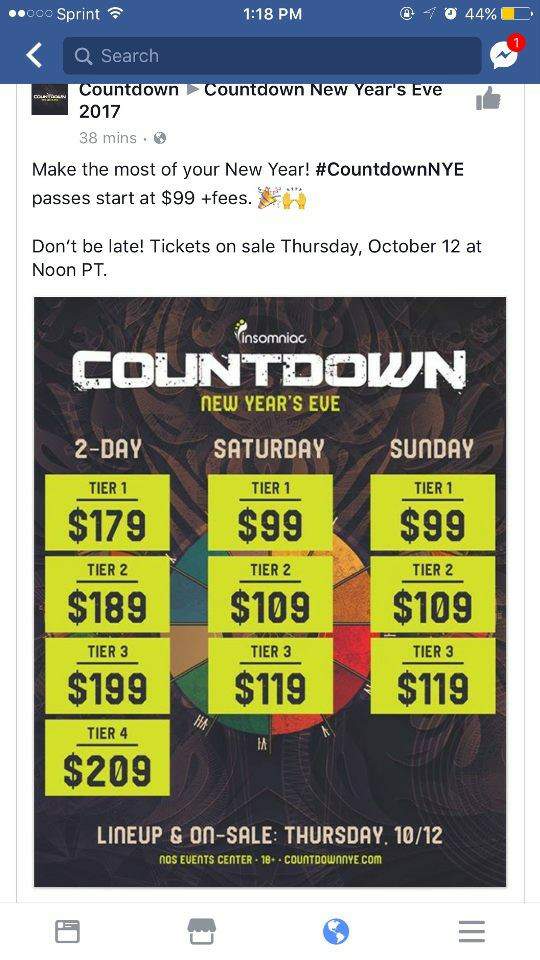 Sprint 1:18 PM 44%
Search 1
Countdown ▶ Countdown New Year's Eve
2017
38 mins ·
Make the most of your New Year! #CountdownNYE
passes start at $99 +fees. 🎉🙌
Don't be late! Tickets on sale Thursday, October 12 at
Noon PT.
insomniac
COUNTDOWN
NEW YEAR'S EVE
2-DAY SATURDAY SUNDAY
TIER 1 TIER 1 TIER 1
$179 $99 $99
TIER 2 TIER 2 TIER 2
$189 $109 $109
TIER 3 TIER 3 TIER 3
$199 $119 $119
TIER 4
$209
LINEUP & ON-SALE: THURSDAY, 10/12
NOS EVENTS CENTER · 18+ · COUNTDOWNNYE.COM